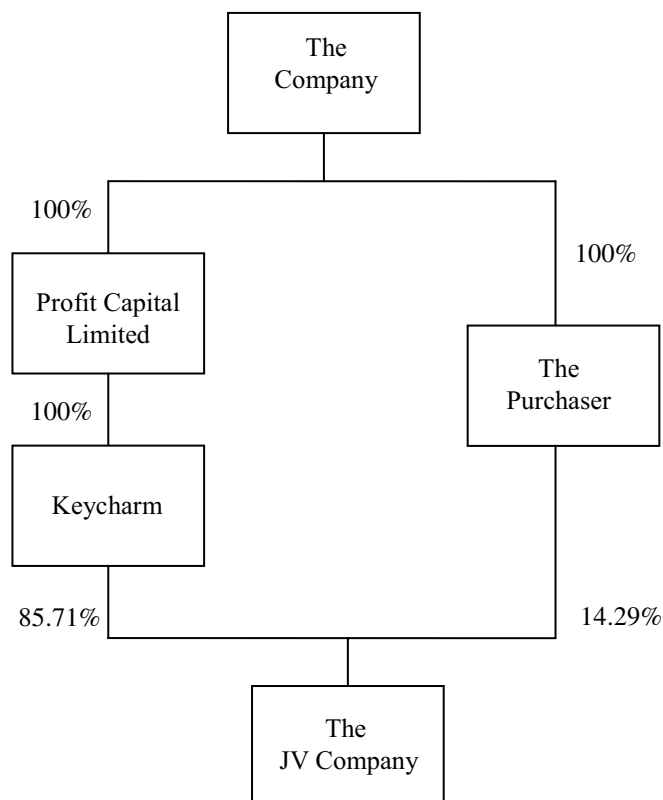 The
Company
100%
100%
Profit Capital
Limited
The
Purchaser
100%
Keycharm
85.71%
14.29%
The
JV Company